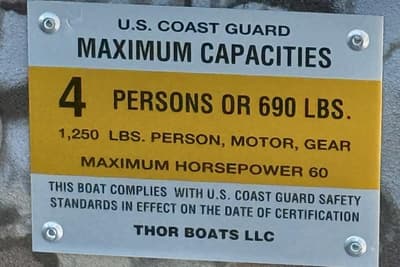 U.S. COAST GUARD
MAXIMUM CAPACITIES
4 PERSONS OR 690 LBS.
1,250 LBS. PERSON, MOTOR, GEAR
MAXIMUM HORSEPOWER 60
THIS BOAT COMPLIES WITH U.S. COAST GUARD SAFETY
STANDARDS IN EFFECT ON THE DATE OF CERTIFICATION
THOR BOATS LLC